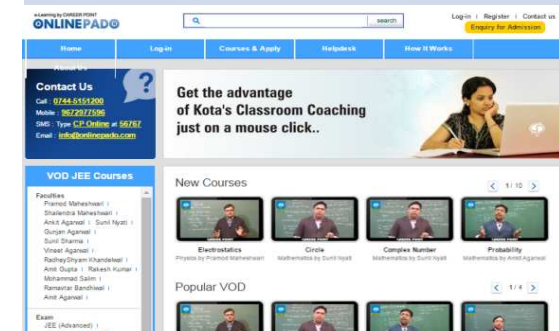 e-Learning by CAREER POINT
ONLINEPADO
search
Log-in | Register | Contact us
Enquiry for Admission
Home
Log-in
Courses & Apply
Helpdesk
How It Works
About Us
Contact Us
Call : 0744-5151200
Mobile : 9672977596
SMS : Type CP Online at 56767
Email : info@onlinepado.com
?
Get the advantage
of Kota's Classroom Coaching
just on a mouse click..
VOD JEE Courses
Faculties
Pramod Maheshwari |
Shailendra Maheshwari |
Ankit Agarwal | Sunil Nyati |
Gunjan Agarwal |
Sunil Sharma |
Vineet Agarwal |
RadheyShyam Khandelwal |
Amit Gupta | Rakesh Kumar |
Mohammad Salim |
Ramavtar Bandhiwal |
Amit Agarwal |
Exam
JEE (Advanced) |
New Courses
< 1 / 10 >
Electrostatics
Physics by Pramod Maheshwari
Circle
Mathematics by Sunil Nyati
Complex Number
Mathematics by Sunil Nyati
Probability
Mathematics by Amit Agarwal
Popular VOD
< 1 / 4 >